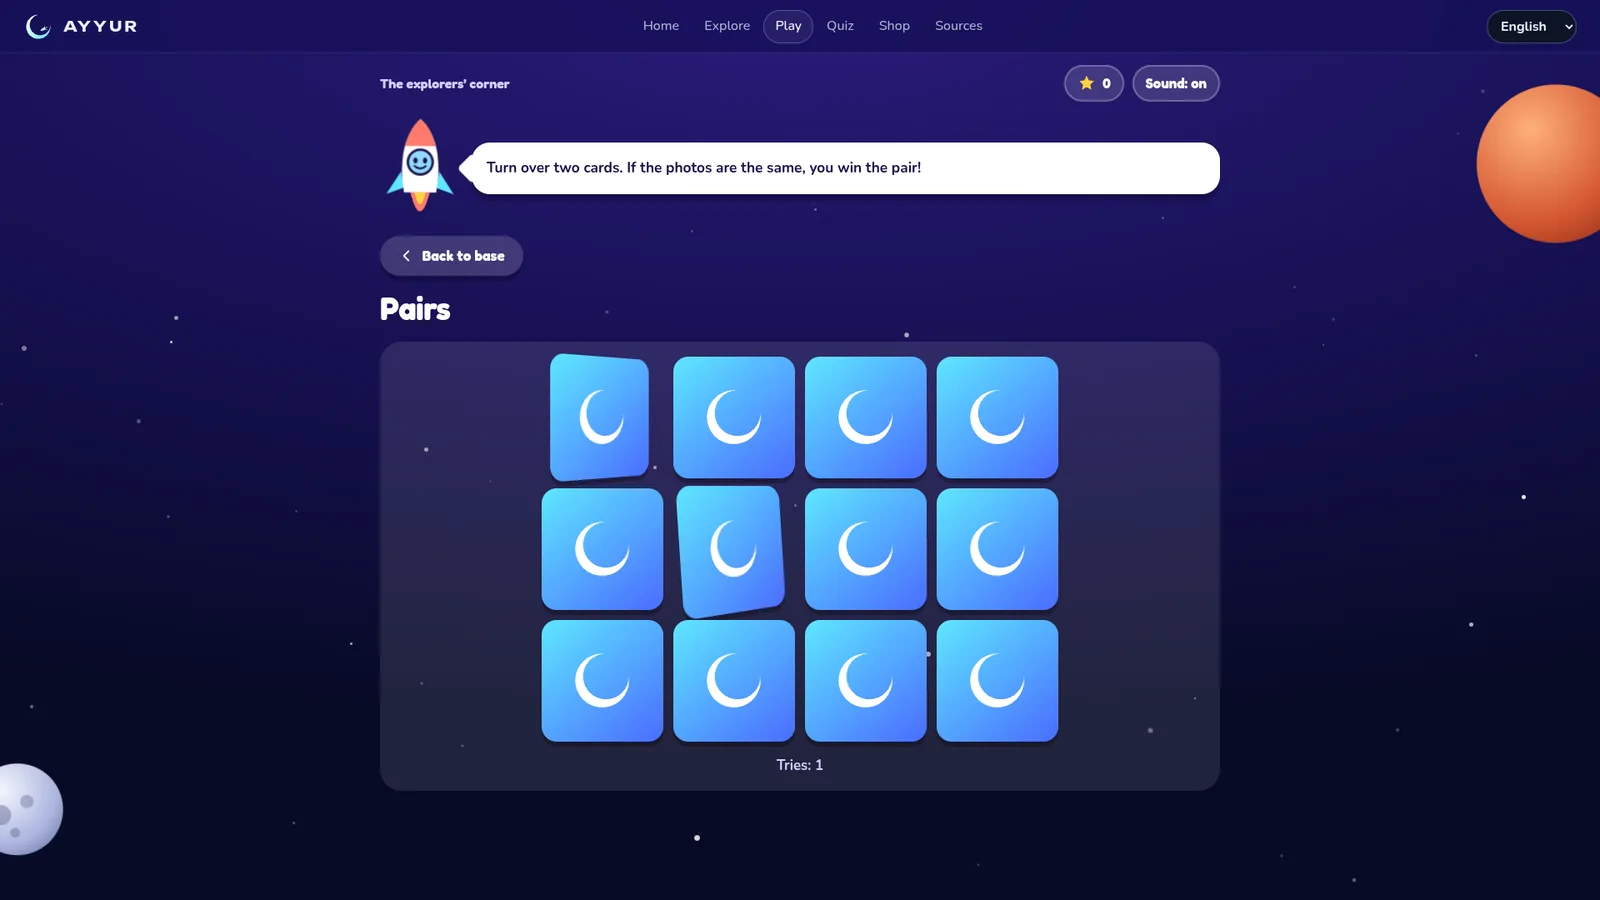 AYYUR
Home Explore Play Quiz Shop Sources
English
The explorers' corner
0
Sound: on
Turn over two cards. If the photos are the same, you win the pair!
Back to base
Pairs
Tries: 1